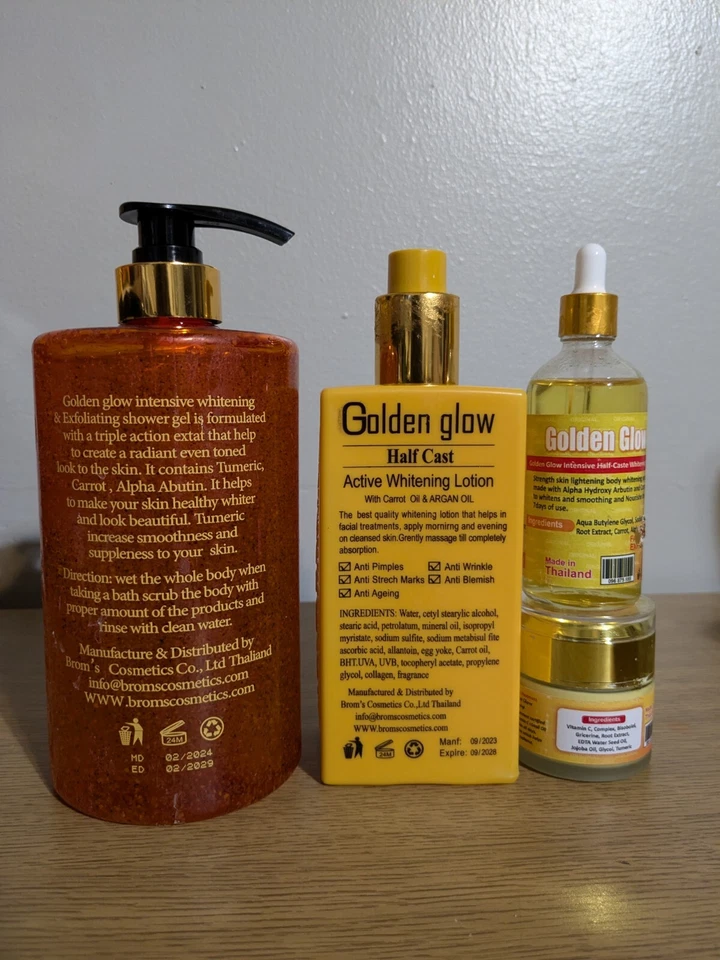 Golden glow intensive whitening
& Exfoliating shower gel is formulated
with a triple action extat that help
to create a radiant even toned
look to the skin. It contains Tumeric,
Carrot , Alpha Abutin. It helps
to make your skin healthy whiter
and look beautiful. Tumeric
increase smoothness and
suppleness to your skin.
Direction: wet the whole body when
taking a bath scrub the body with
proper amount of the products and
rinse with clean water.
Manufacture & Distributed by
Brom's Cosmetics Co., Ltd Thaliand
info@bromscosmetics.com
WWW.bromscosmetics.com
24M
MD 02/2024
ED 02/2029
Golden glow
Half Cast
Active Whitening Lotion
With Carrot Oil & ARGAN OIL
The best quality whitening lotion that helps in
facial treatments, apply mornirng and evening
on cleansed skin.Grently massage till completely
absorption.
Anti Pimples Anti Wrinkle
Anti Strech Marks Anti Blemish
Anti Ageing
INGREDIENTS: Water, cetyl stearylic alcohol,
stearic acid, petrolatum, mineral oil, isopropyl
myristate, sodium sulfite, sodium metabisul fite
ascorbic acid, allantoin, egg yoke, Carrot oil,
BHT.UVA, UVB, tocopheryl acetate, propylene
glycol, collagen, fragrance
Manufactured & Distributed by
Brom's Cosmetics Co.,Ltd Thailand
info@bromscosmetics.com
www.bromscosmetics.com
24M
Manf: 09/2023
Expire: 09/2028
Golden Glow
Golden Glow Intensive Half-Caste
Strength skin lightening body whitening
made with Alpha Hydroxy Arbutin and
to whitens and smoothing and
7days of use.
Ingredients
Aqua Butylene Glycol,
Root Extract, Carrot,
Made in
Thailand
Ingredients
Vitamin C, Complex, Bisabolol,
Gricerine, Root Extract,
EDTA Water Seed Oil,
Jojoba Oil, Glycol, Tumeric